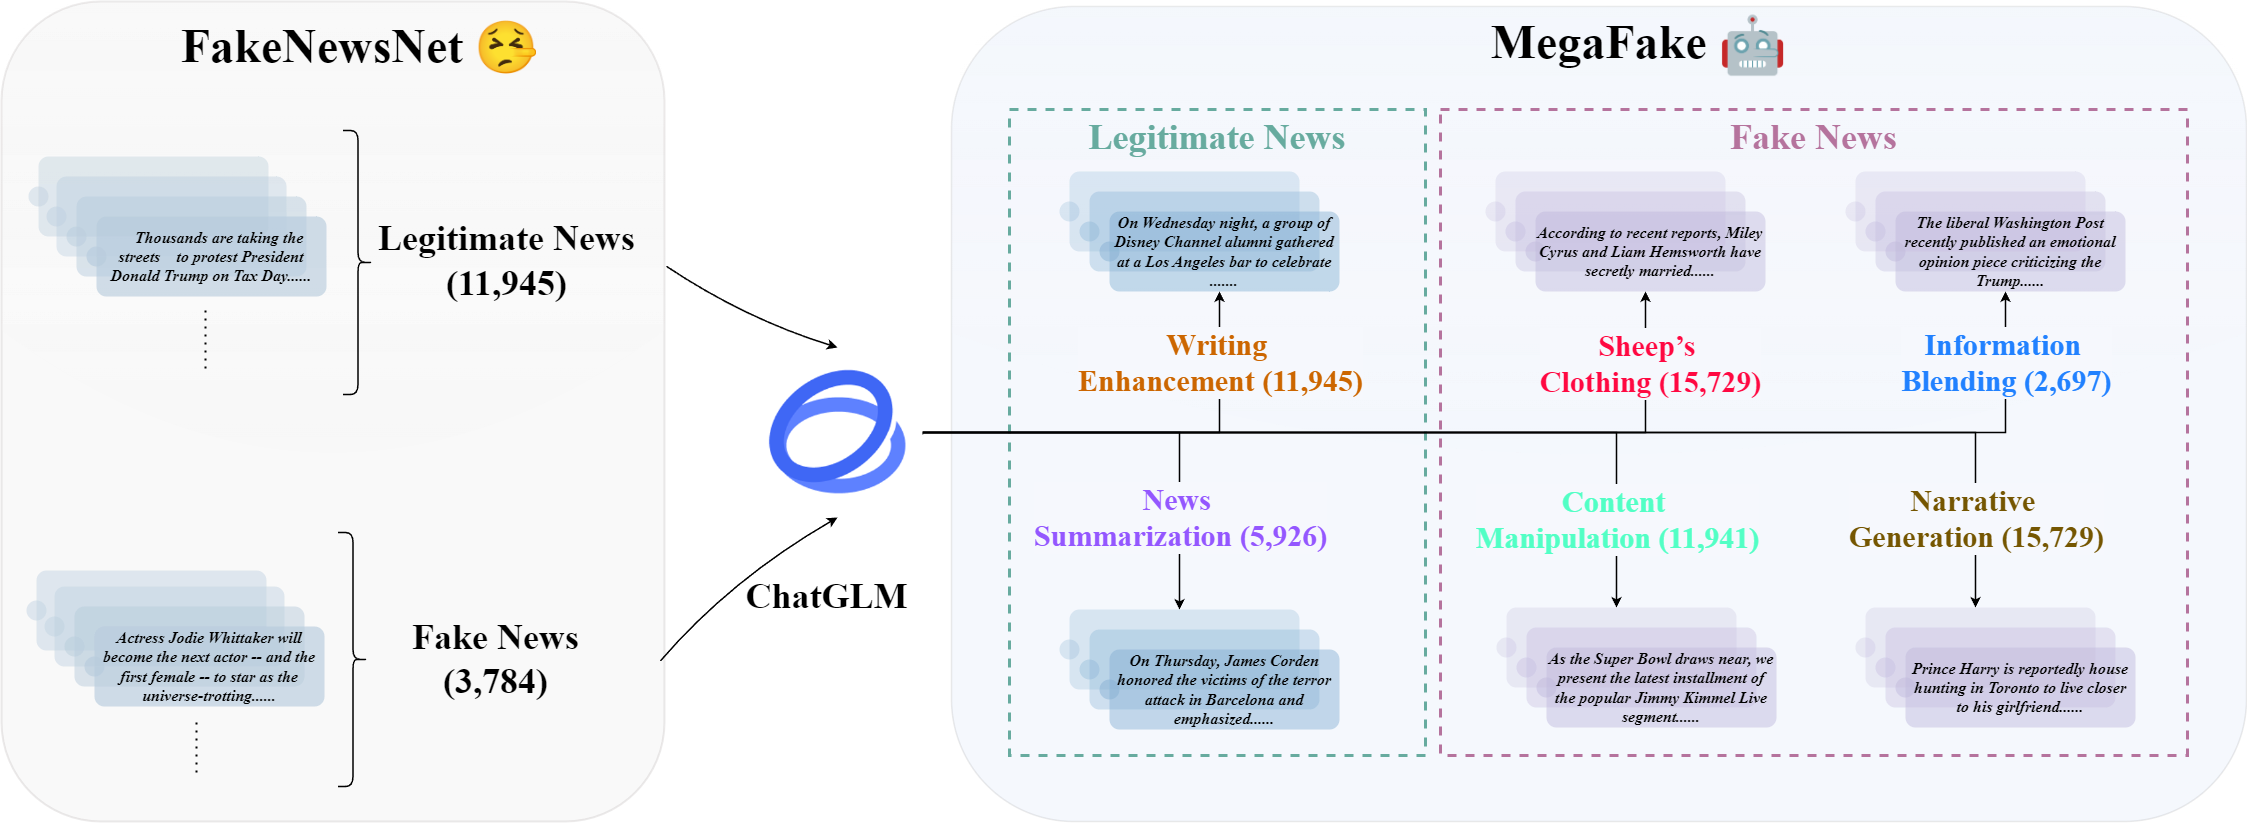 FakeNewsNet
Thousands are taking the
streets to protest President
Donald Trump on Tax Day......
Legitimate News
(11,945)
Actress Jodie Whittaker will
become the next actor -- and the
first female -- to star as the
universe-trotting......
Fake News
(3,784)
ChatGLM
MegaFake
Legitimate News
On Wednesday night, a group of
Disney Channel alumni gathered
at a Los Angeles bar to celebrate
.......
Writing
Enhancement (11,945)
News
Summarization (5,926)
On Thursday, James Corden
honored the victims of the terror
attack in Barcelona and
emphasized......
Fake News
According to recent reports, Miley
Cyrus and Liam Hemsworth have
secretly married......
Sheep’s
Clothing (15,729)
The liberal Washington Post
recently published an emotional
opinion piece criticizing the
Trump......
Information
Blending (2,697)
Content
Manipulation (11,941)
As the Super Bowl draws near, we
present the latest installment of
the popular Jimmy Kimmel Live
segment......
Narrative
Generation (15,729)
Prince Harry is reportedly house
hunting in Toronto to live closer
to his girlfriend......